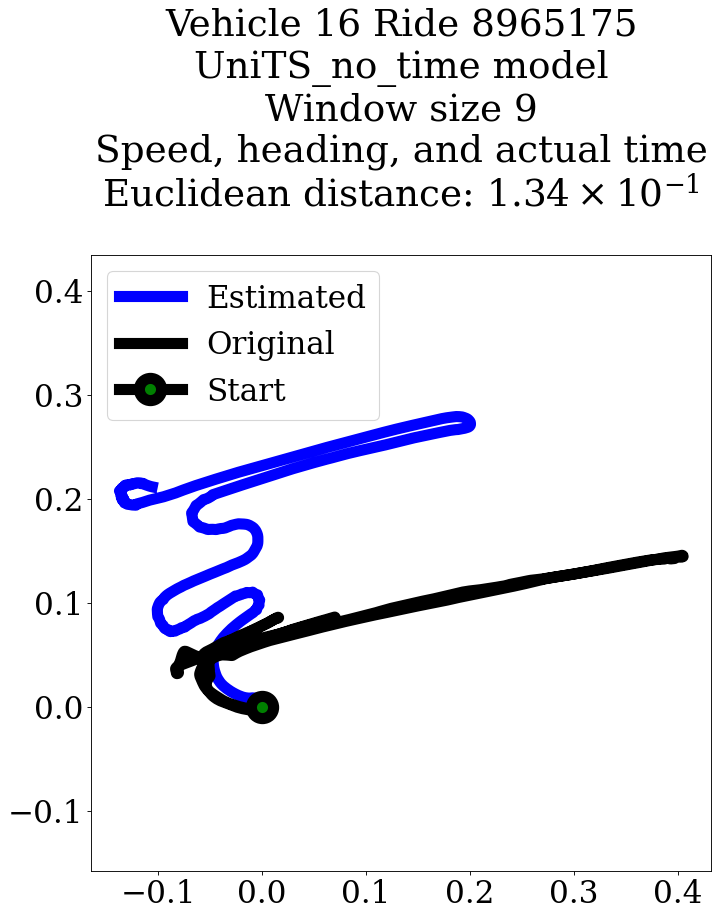 Vehicle 16 Ride 8965175
UniTS_no_time model
Window size 9
Speed, heading, and actual time
Euclidean distance: 1.34 × 10⁻¹
Estimated
Original
Start
0.4
0.3
0.2
0.1
0.0
−0.1
−0.1 0.0 0.1 0.2 0.3 0.4